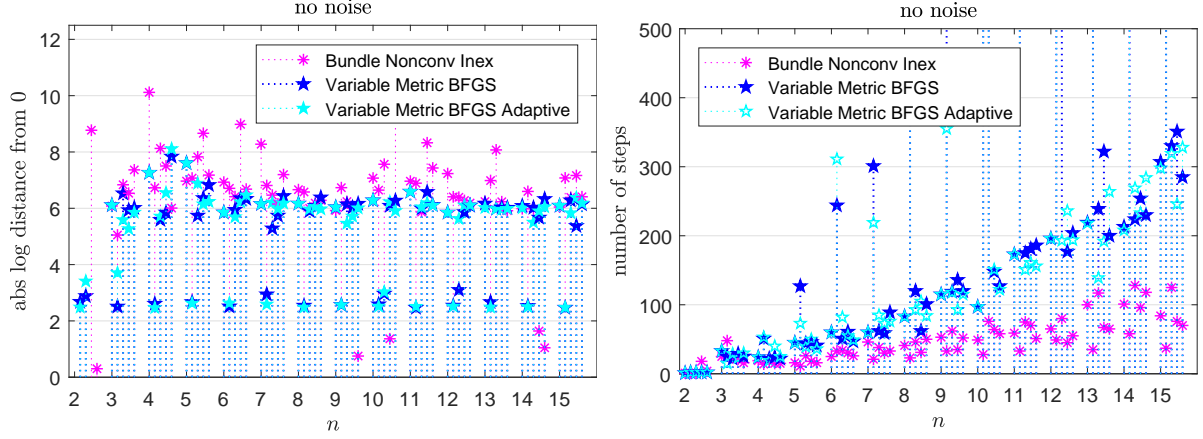 no noise
12
10
8
6
4
2
0
abs log distance from 0
Bundle Nonconv Inex
Variable Metric BFGS
Variable Metric BFGS Adaptive
2 3 4 5 6 7 8 9 10 11 12 13 14 15
n
no noise
500
400
300
200
100
0
number of steps
Bundle Nonconv Inex
Variable Metric BFGS
Variable Metric BFGS Adaptive
2 3 4 5 6 7 8 9 10 11 12 13 14 15
n